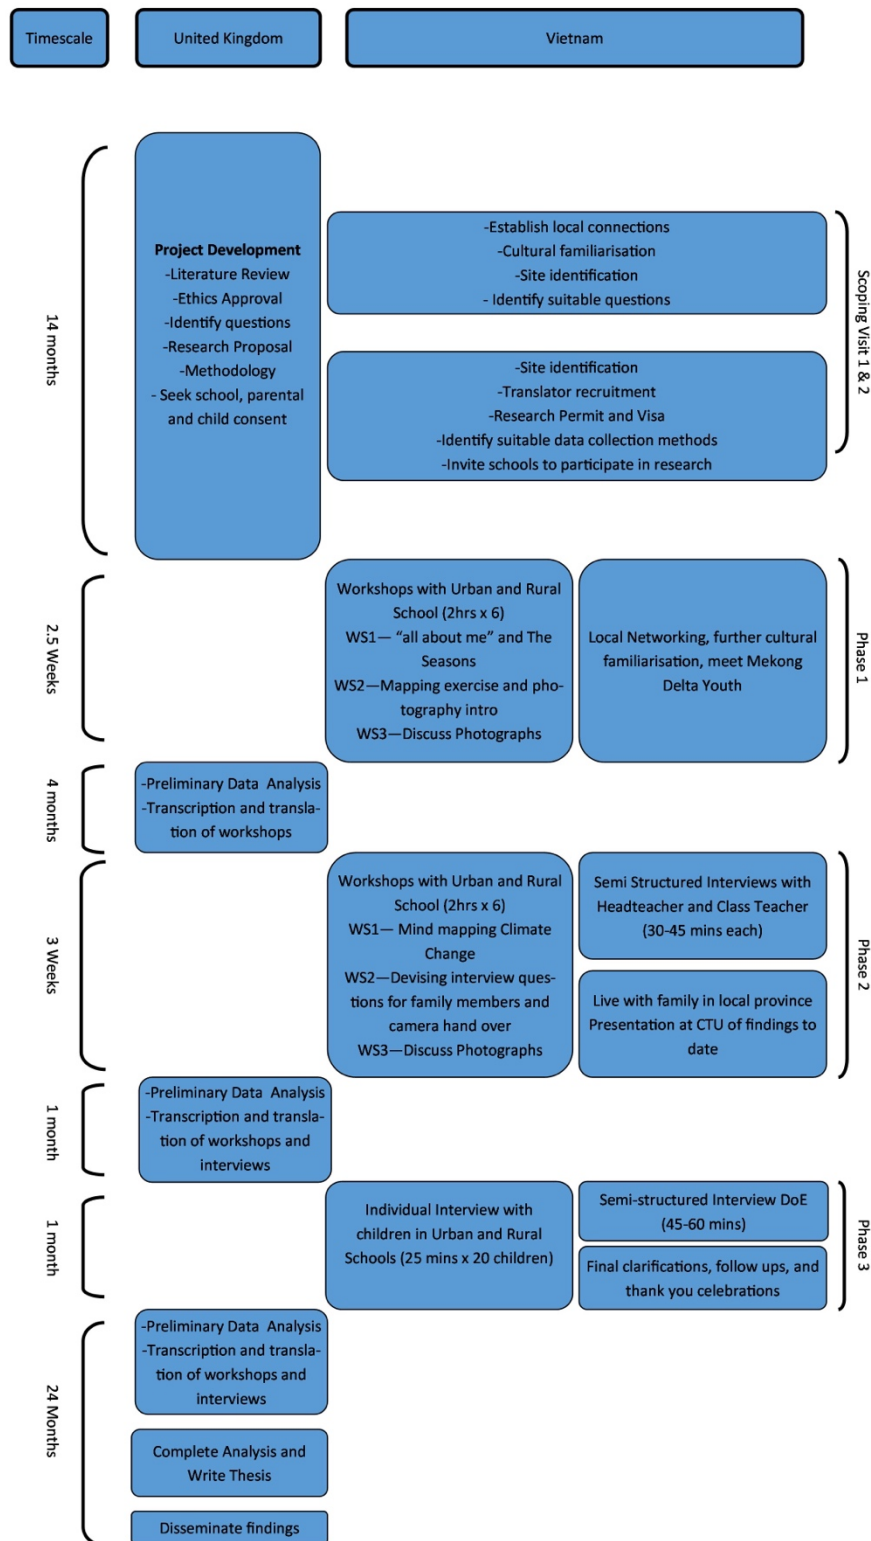 Timescale
United Kingdom
Vietnam
14 months
Project Development
-Literature Review
-Ethics Approval
-Identify questions
-Research Proposal
-Methodology
- Seek school, parental
and child consent
-Establish local connections
-Cultural familiarisation
-Site identification
- Identify suitable questions
-Site identification
-Translator recruitment
-Research Permit and Visa
-Identify suitable data collection methods
-Invite schools to participate in research
Scoping Visit 1 & 2
2.5 Weeks
Workshops with Urban and Rural
School (2hrs x 6)
WS1— “all about me” and The
Seasons
WS2—Mapping exercise and pho-
tography intro
WS3—Discuss Photographs
Local Networking, further cultural
familiarisation, meet Mekong
Delta Youth
Phase 1
4 months
-Preliminary Data Analysis
-Transcription and transla-
tion of workshops
3 Weeks
Workshops with Urban and Rural
School (2hrs x 6)
WS1— Mind mapping Climate
Change
WS2—Devising interview ques-
tions for family members and
camera hand over
WS3—Discuss Photographs
Semi Structured Interviews with
Headteacher and Class Teacher
(30-45 mins each)
Live with family in local province
Presentation at CTU of findings to
date
Phase 2
1 month
-Preliminary Data Analysis
-Transcription and transla-
tion of workshops and
interviews
1 month
Individual Interview with
children in Urban and Rural
Schools (25 mins x 20 children)
Semi-structured Interview DoE
(45-60 mins)
Final clarifications, follow ups, and
thank you celebrations
Phase 3
24 Months
-Preliminary Data Analysis
-Transcription and transla-
tion of workshops and
interviews
Complete Analysis and
Write Thesis
Disseminate findings